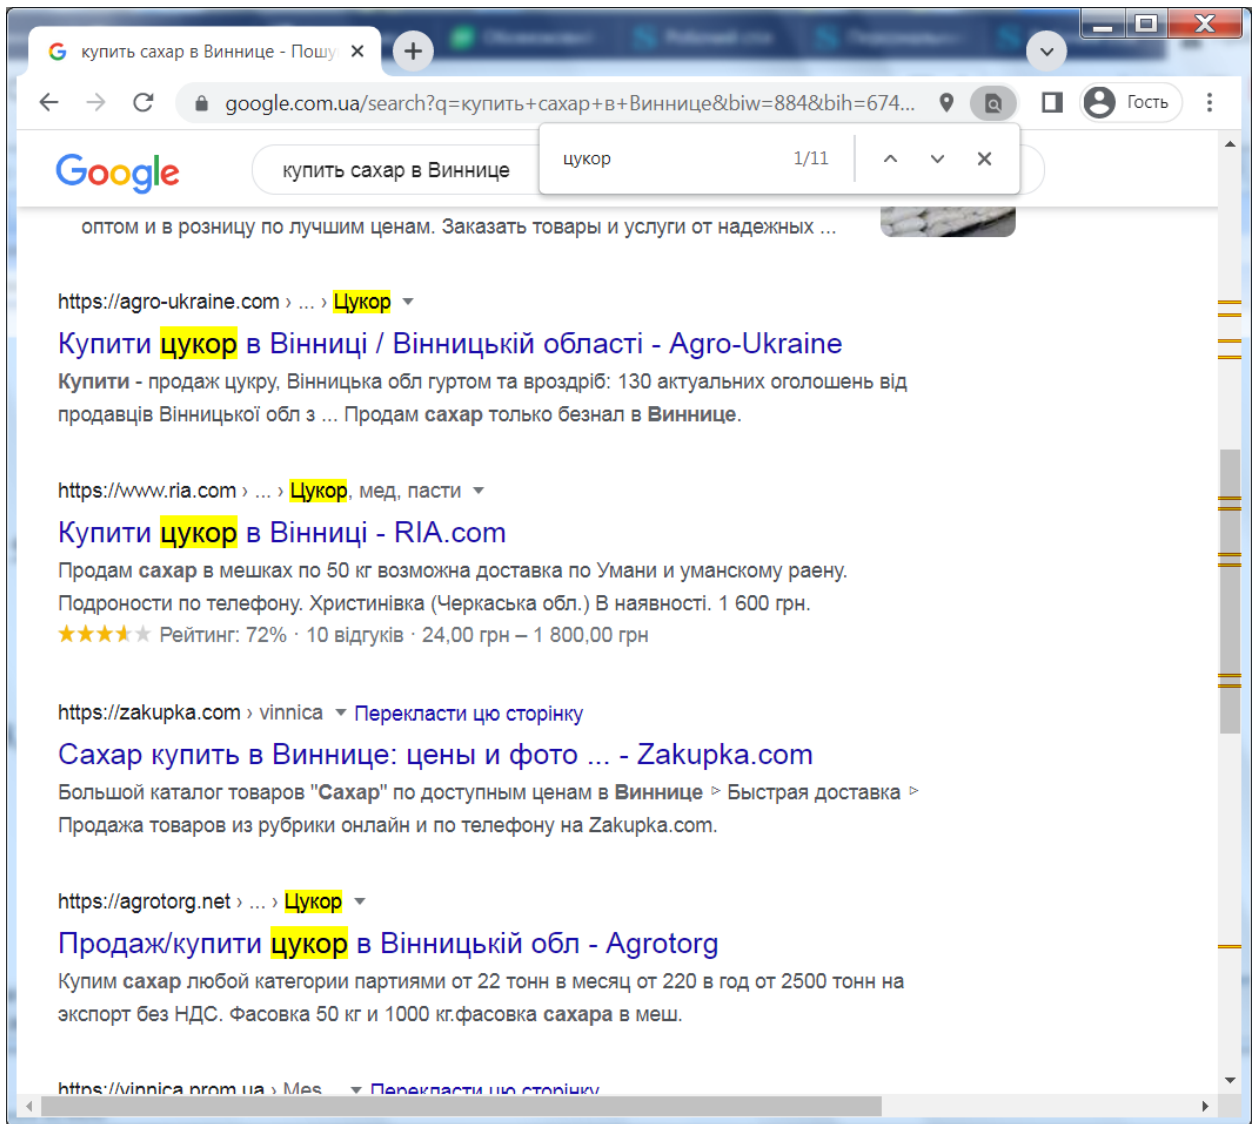 купить сахар в Виннице - Пошу
google.com.ua/search?q=купить+сахар+в+Виннице&biw=884&bih=674...
Гость
Google
купить сахар в Виннице
цукор 1/11
оптом и в розницу по лучшим ценам. Заказать товары и услуги от надежных ...
https://agro-ukraine.com › ... › Цукор
Купити цукор в Вінниці / Вінницькій області - Agro-Ukraine
Купити - продаж цукру, Вінницька обл гуртом та вроздріб: 130 актуальних оголошень від
продавців Вінницької обл з ... Продам сахар только безнал в Виннице.
https://www.ria.com › ... › Цукор, мед, пасти
Купити цукор в Вінниці - RIA.com
Продам сахар в мешках по 50 кг возможна доставка по Умани и уманскому раену.
Подроности по телефону. Христинівка (Черкаська обл.) В наявності. 1 600 грн.
Рейтинг: 72% · 10 відгуків · 24,00 грн – 1 800,00 грн
https://zakupka.com › vinnica Перекласти цю сторінку
Сахар купить в Виннице: цены и фото ... - Zakupka.com
Большой каталог товаров "Сахар" по доступным ценам в Виннице ▹ Быстрая доставка ▹
Продажа товаров из рубрики онлайн и по телефону на Zakupka.com.
https://agrotorg.net › ... › Цукор
Продаж/купити цукор в Вінницькій обл - Agrotorg
Купим сахар любой категории партиями от 22 тонн в месяц от 220 в год от 2500 тонн на
экспорт без НДС. Фасовка 50 кг и 1000 кг.фасовка сахара в меш.
https://vinnica.prom.ua › Mes... Перекласти цю сторінку